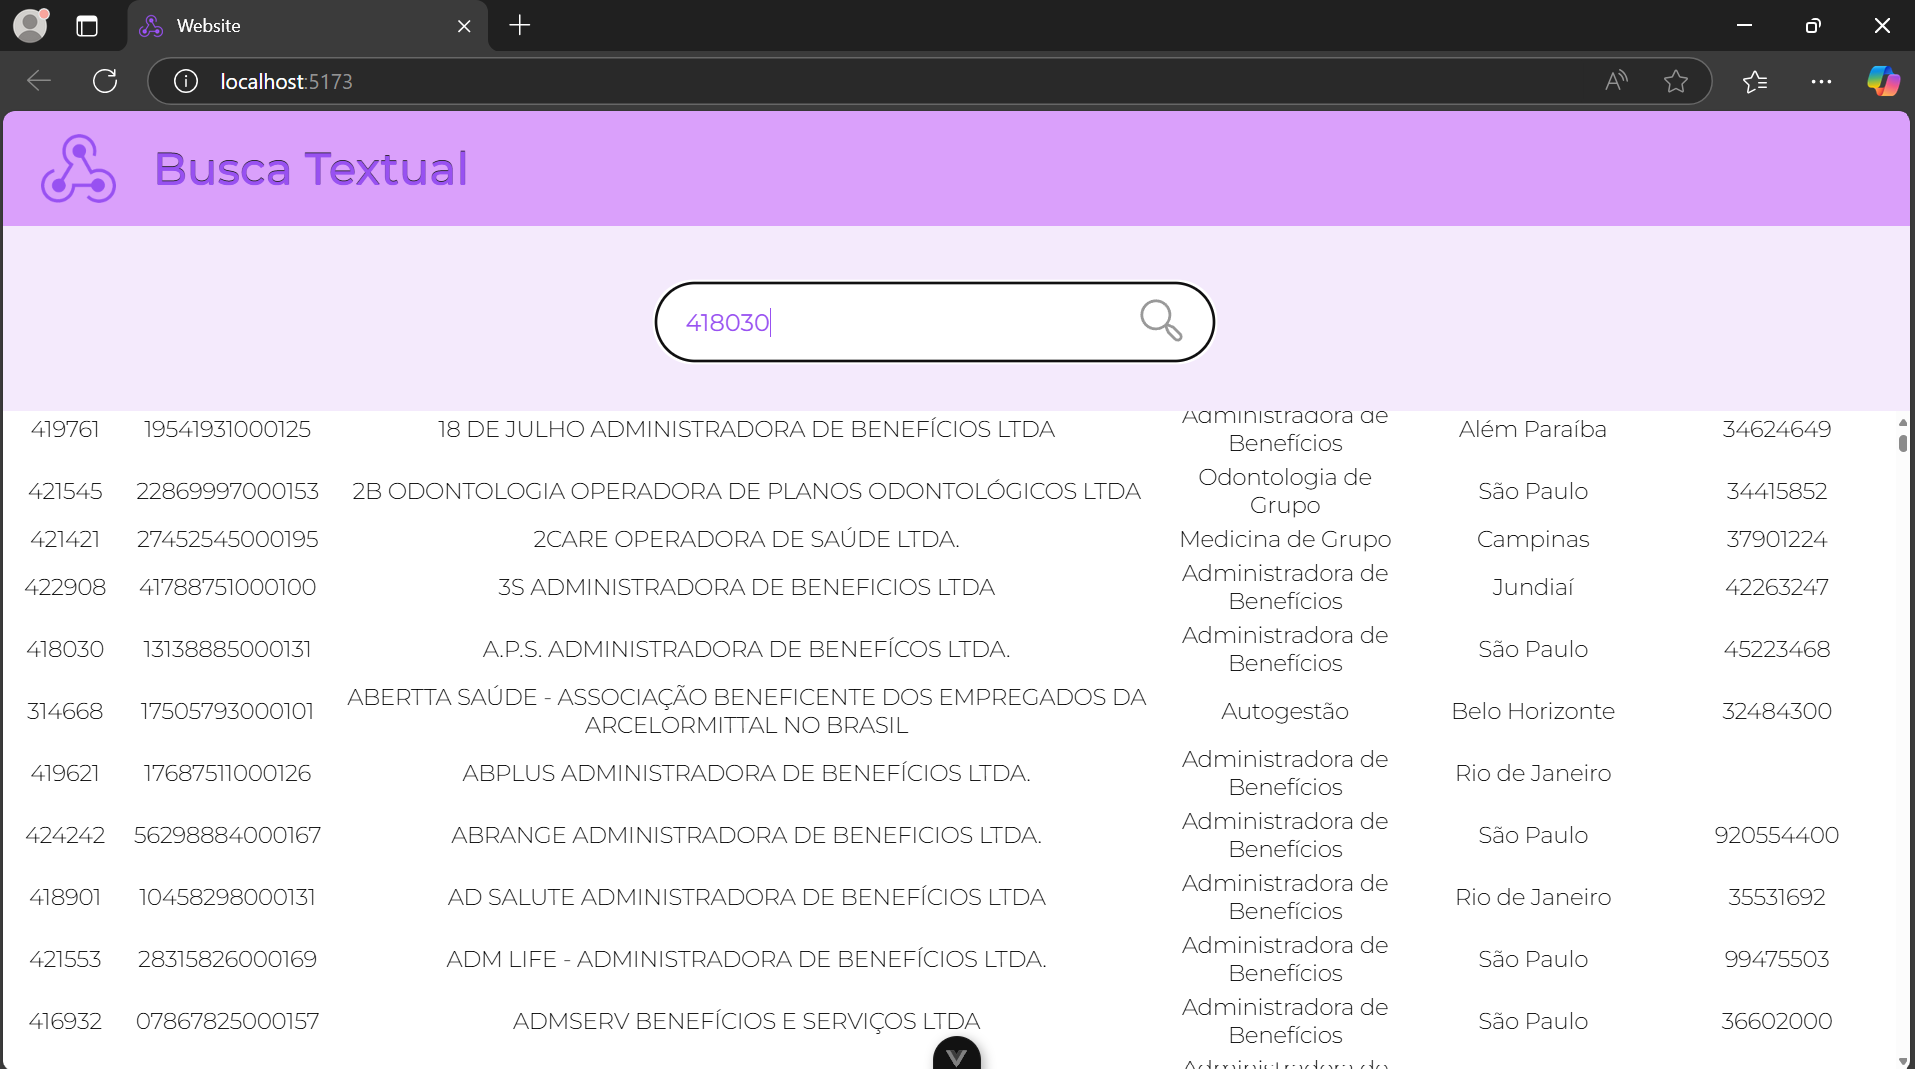 Website
localhost:5173
Busca Textual
418030
419761 19541931000125 18 DE JULHO ADMINISTRADORA DE BENEFÍCIOS LTDA Administradora de Benefícios Além Paraíba 34624649
421545 22869997000153 2B ODONTOLOGIA OPERADORA DE PLANOS ODONTOLÓGICOS LTDA Odontologia de Grupo São Paulo 34415852
421421 27452545000195 2CARE OPERADORA DE SAÚDE LTDA. Medicina de Grupo Campinas 37901224
422908 41788751000100 3S ADMINISTRADORA DE BENEFICIOS LTDA Administradora de Benefícios Jundiaí 42263247
418030 13138885000131 A.P.S. ADMINISTRADORA DE BENEFÍCOS LTDA. Administradora de Benefícios São Paulo 45223468
314668 17505793000101 ABERTTA SAÚDE - ASSOCIAÇÃO BENEFICENTE DOS EMPREGADOS DA ARCELORMITTAL NO BRASIL Autogestão Belo Horizonte 32484300
419621 17687511000126 ABPLUS ADMINISTRADORA DE BENEFÍCIOS LTDA. Administradora de Benefícios Rio de Janeiro
424242 56298884000167 ABRANGE ADMINISTRADORA DE BENEFICIOS LTDA. Administradora de Benefícios São Paulo 920554400
418901 10458298000131 AD SALUTE ADMINISTRADORA DE BENEFÍCIOS LTDA Administradora de Benefícios Rio de Janeiro 35531692
421553 28315826000169 ADM LIFE - ADMINISTRADORA DE BENEFÍCIOS LTDA. Administradora de Benefícios São Paulo 99475503
416932 07867825000157 ADMSERV BENEFÍCIOS E SERVIÇOS LTDA Administradora de Benefícios São Paulo 36602000
Administradora de